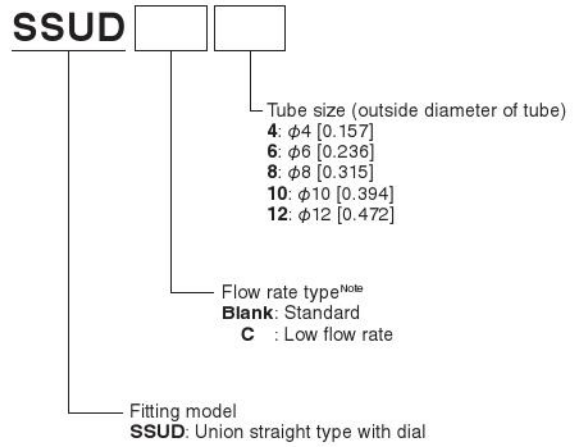 SSUD
Tube size (outside diameter of tube)
4: φ4 [0.157]
6: φ6 [0.236]
8: φ8 [0.315]
10: φ10 [0.394]
12: φ12 [0.472]
Flow rate typeNote
Blank: Standard
C : Low flow rate
Fitting model
SSUD: Union straight type with dial